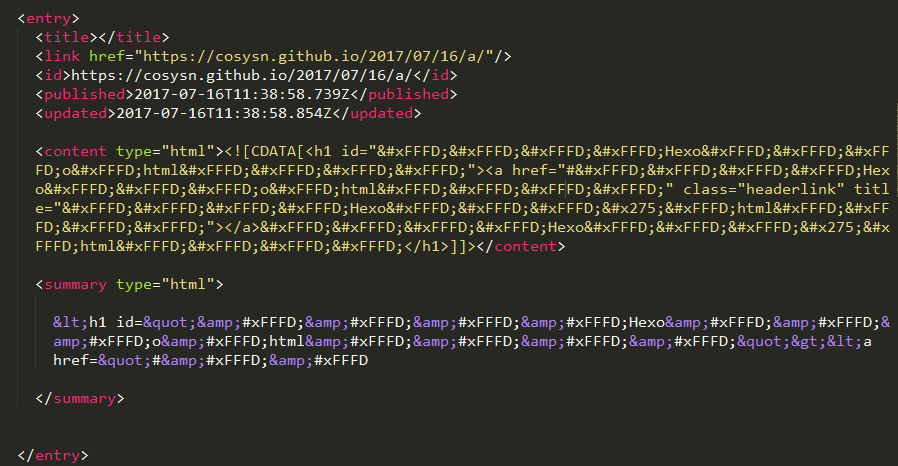 <entry>
<title></title>
<link href="https://cosysn.github.io/2017/07/16/a/"/>
<id>https://cosysn.github.io/2017/07/16/a/</id>
<published>2017-07-16T11:38:58.739Z</published>
<updated>2017-07-16T11:38:58.854Z</updated>
<content type="html"><![CDATA[<h1 id="&#xFFFD;&#xFFFD;&#xFFFD;&#xFFFD;Hexo&#xFFFD;&#xFFFD;&#xFF
FD;o&#xFFFD;html&#xFFFD;&#xFFFD;&#xFFFD;&#xFFFD;"><a href="#&#xFFFD;&#xFFFD;&#xFFFD;&#xFFFD;Hex
o&#xFFFD;&#xFFFD;&#xFFFD;o&#xFFFD;html&#xFFFD;&#xFFFD;&#xFFFD;&#xFFFD;" class="headerlink" titl
e="&#xFFFD;&#xFFFD;&#xFFFD;&#xFFFD;Hexo&#xFFFD;&#xFFFD;&#xFFFD;&#x275;&#xFFFD;html&#xFFFD;&#xFF
FD;&#xFFFD;&#xFFFD;"></a>&#xFFFD;&#xFFFD;&#xFFFD;&#xFFFD;Hexo&#xFFFD;&#xFFFD;&#xFFFD;&#x275;&#x
FFFD;html&#xFFFD;&#xFFFD;&#xFFFD;&#xFFFD;</h1>]]></content>
<summary type="html">
&lt;h1 id=&quot;&amp;#xFFFD;&amp;#xFFFD;&amp;#xFFFD;&amp;#xFFFD;Hexo&amp;#xFFFD;&amp;#xFFFD;&
amp;#xFFFD;o&amp;#xFFFD;html&amp;#xFFFD;&amp;#xFFFD;&amp;#xFFFD;&amp;#xFFFD;&quot;&gt;&lt;a
href=&quot;#&amp;#xFFFD;&amp;#xFFFD
</summary>
</entry>